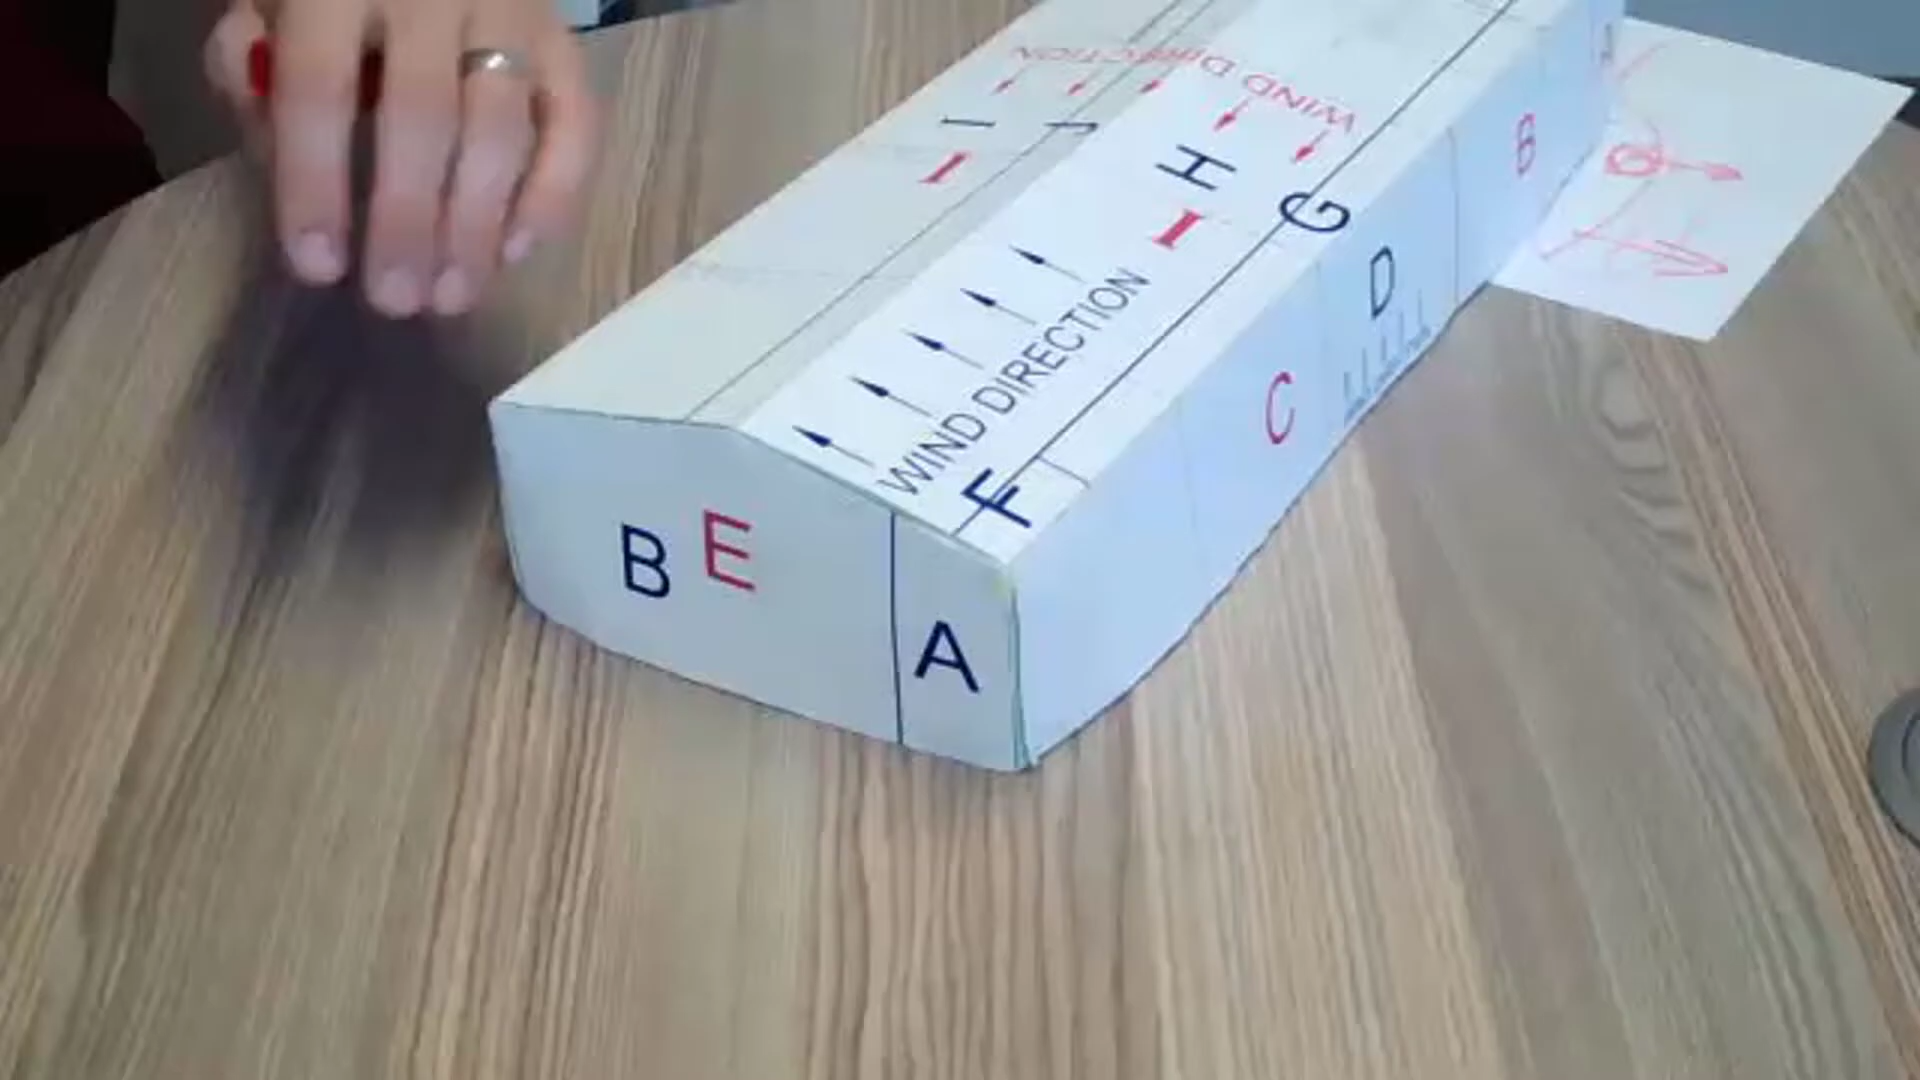 WIND DIRECTION
I J
I
H
G
I
WIND DIRECTION
F
D
C
B
B E
A